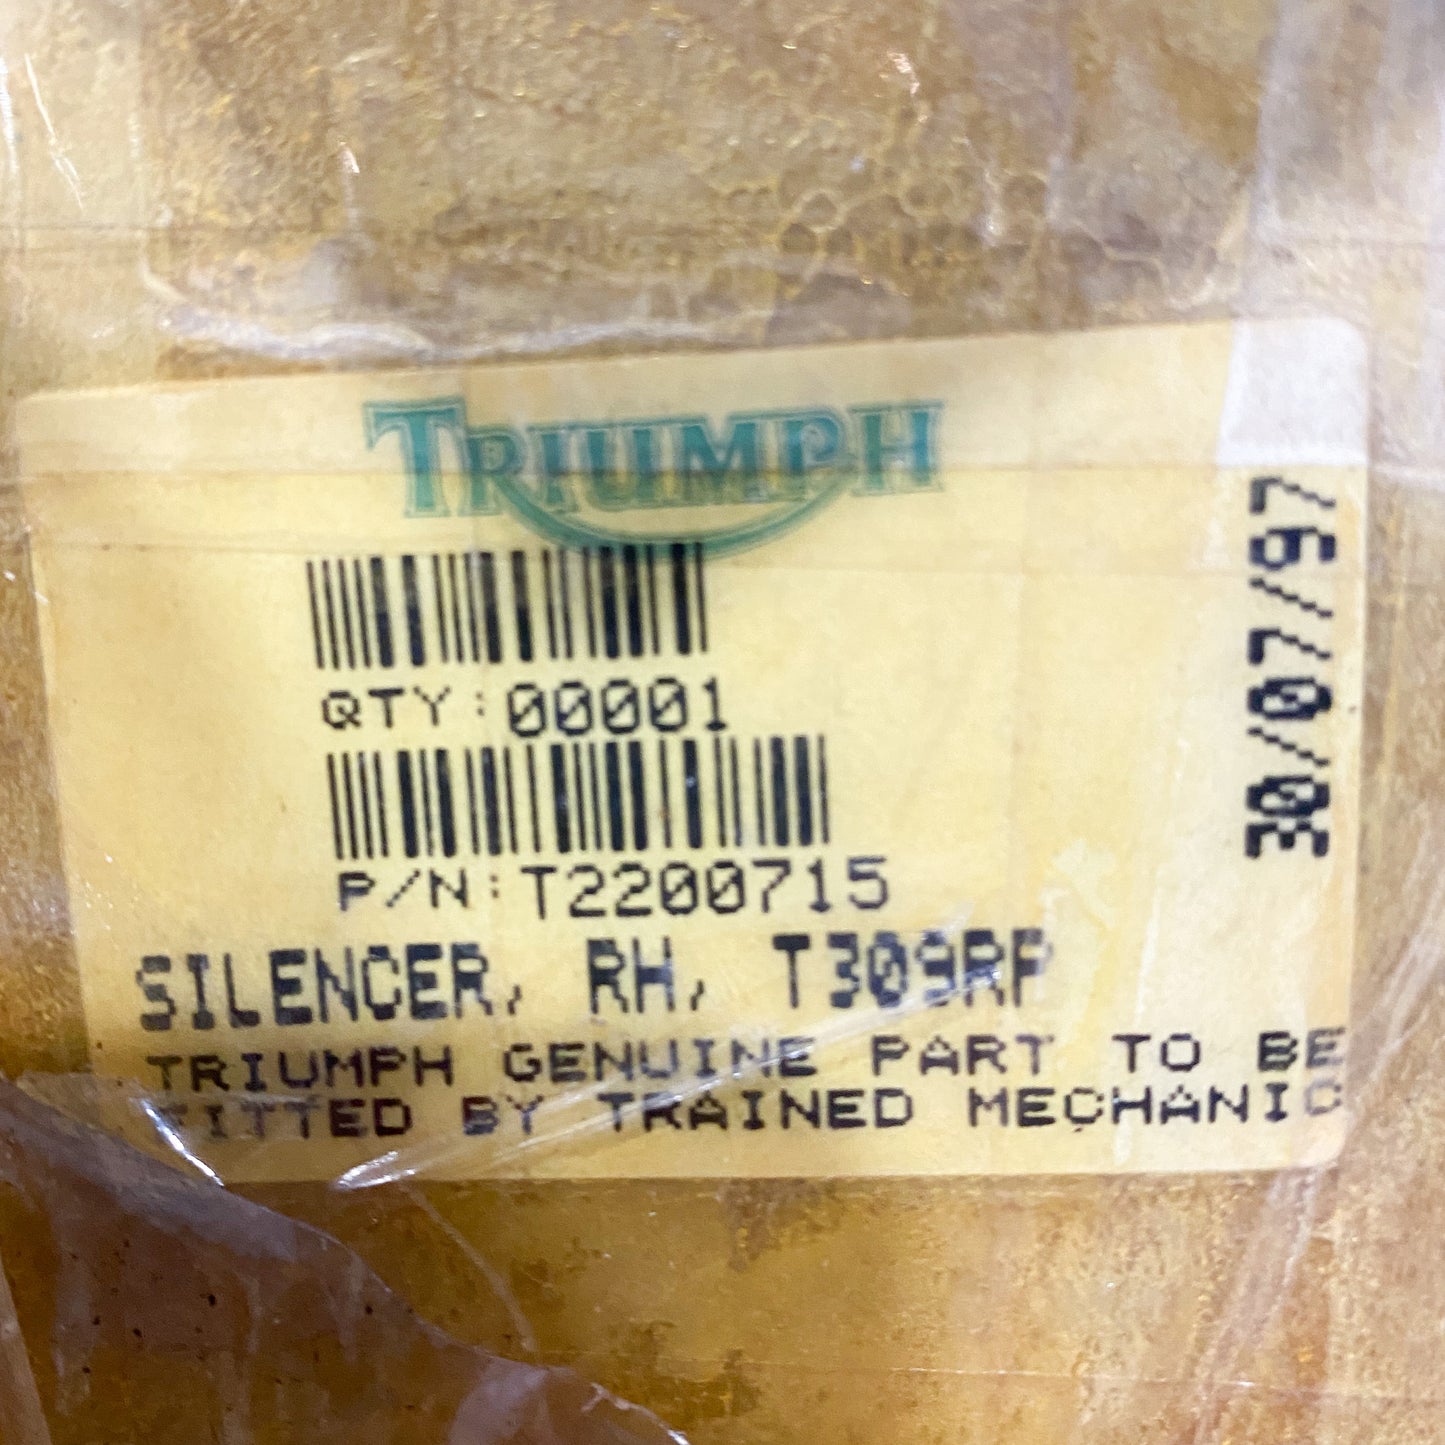 TRIUMPH
QTY:00001
P/N:T2200715
SILENCER, RH, T309RP
TRIUMPH GENUINE PART TO BE
FITTED BY TRAINED MECHANIC
30/07/97